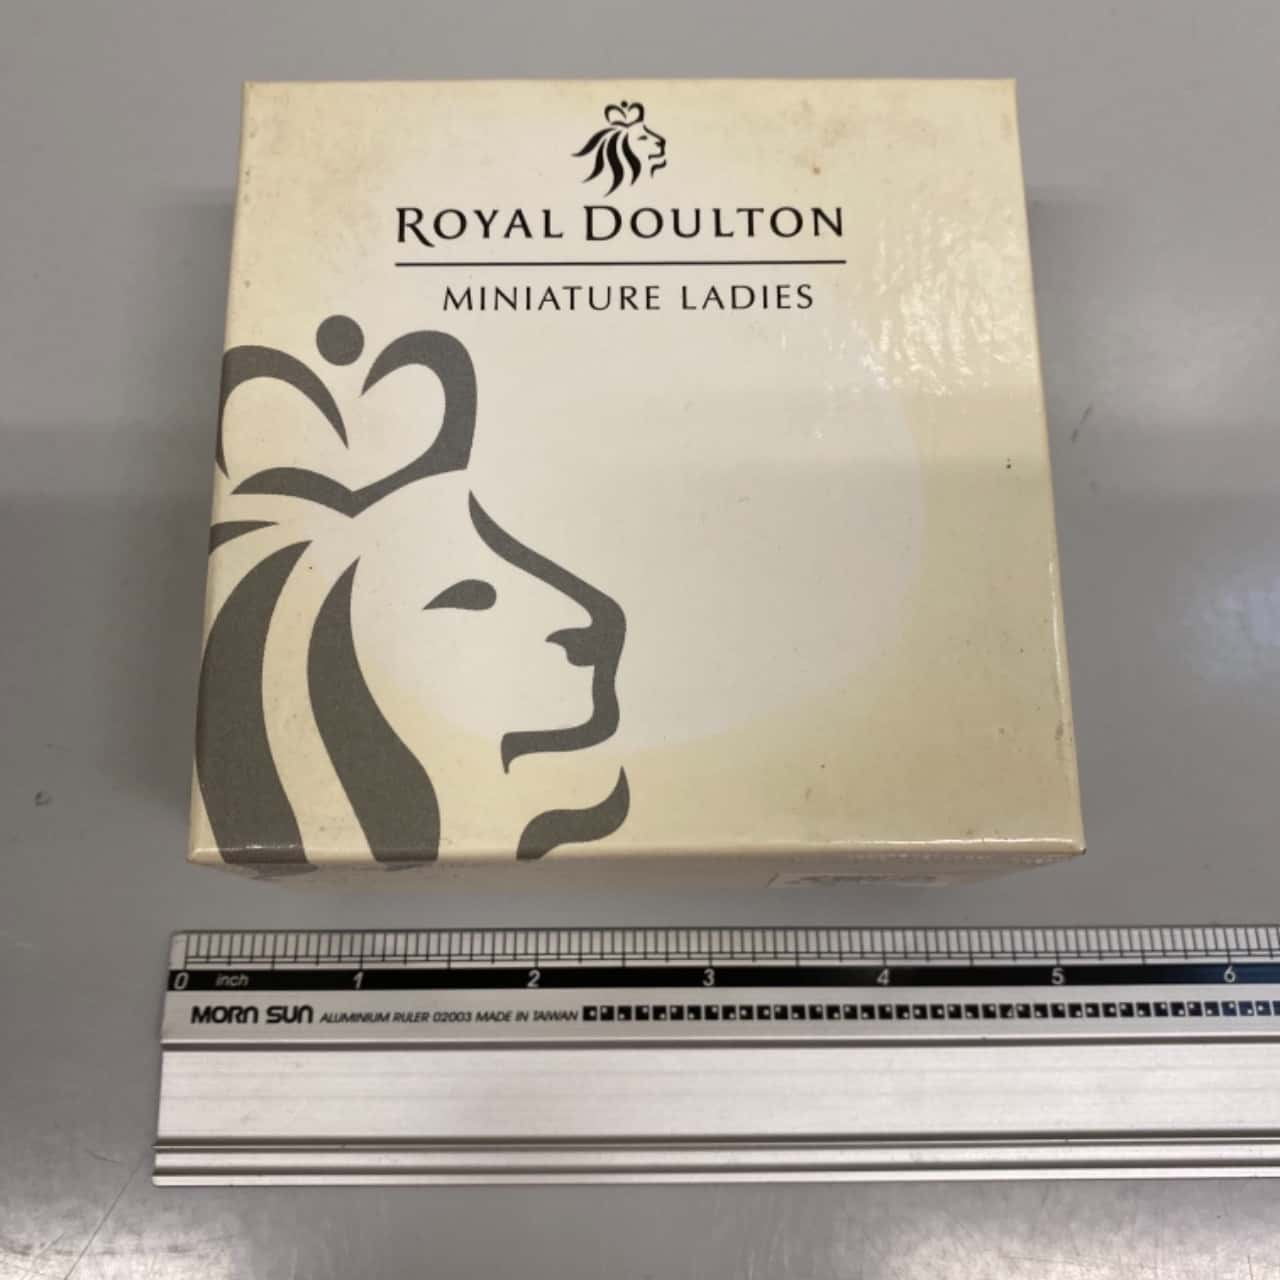 ROYAL DOULTON
MINIATURE LADIES
0 inch 1 2 3 4 5 6
MORN SUN ALUMINIUM RULER 02003 MADE IN TAIWAN